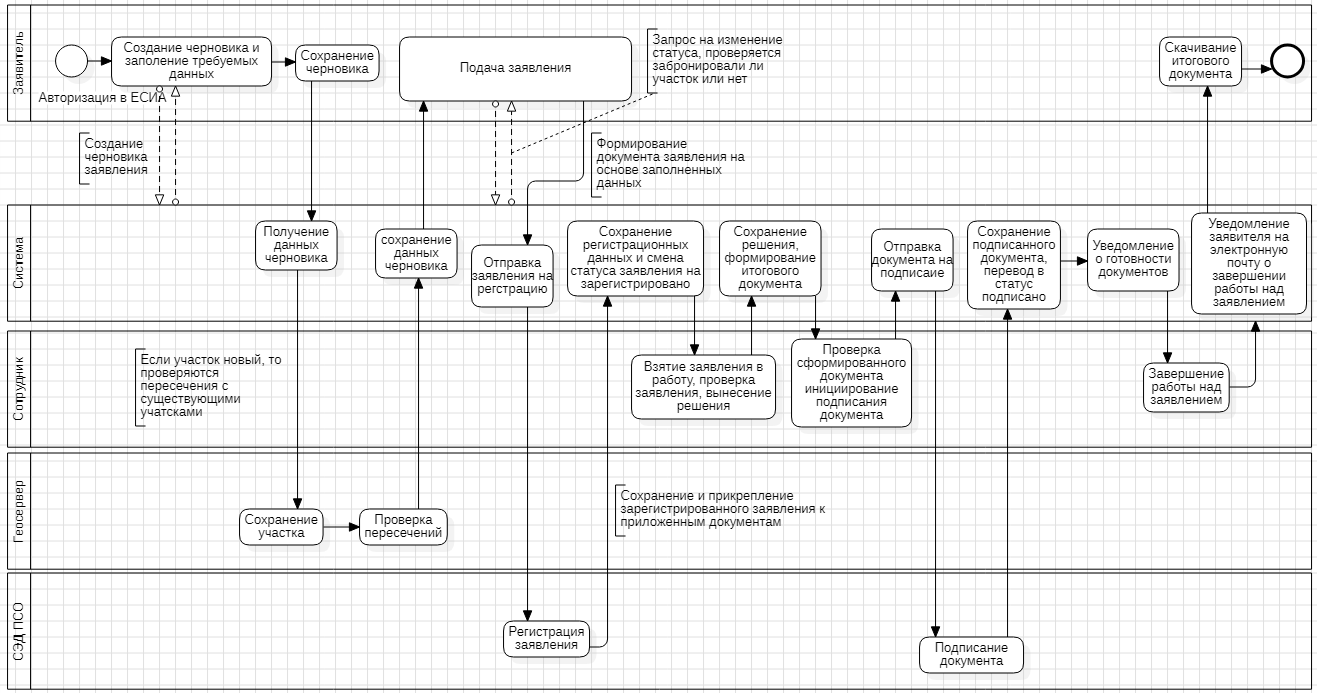 Заявитель
Авторизация в ЕСИА
Создание черновика и
заполение требуемых
данных
Сохранение
черновика
Подача заявления
Запрос на изменение
статуса, проверяется
забронировали ли
участок или нет
Скачивание
итогового
документа
Создание
черновика
заявления
Формирование
документа заявления на
основе заполненных
данных
Система
Получение
данных
черновика
сохранение
данных
черновика
Отправка
заявления на
регстрацию
Сохранение
регистрационных
данных и смена
статуса заявления на
зарегистрировано
Сохранение
решения,
формирование
итогового
документа
Отправка
документа на
подписаие
Сохранение
подписанного
документа,
перевод в
статус
подписано
Уведомление
о готовности
документов
Уведомление
заявителя на
электронную
почту о
завершении
работы над
заявлением
Сотрудник
Если участок новый, то
проверяются
пересечения с
существующими
учатсками
Взятие заявления в
работу, проверка
заявления, вынесение
решения
Проверка
сформированного
документа
инициирование
подписания
документа
Завершение
работы над
заявлением
Геосервер
Сохранение
участка
Проверка
пересечений
Сохранение и прикрепление
зарегистрированного заявления к
приложенным документам
СЭД ПСО
Регистрация
заявления
Подписание
документа